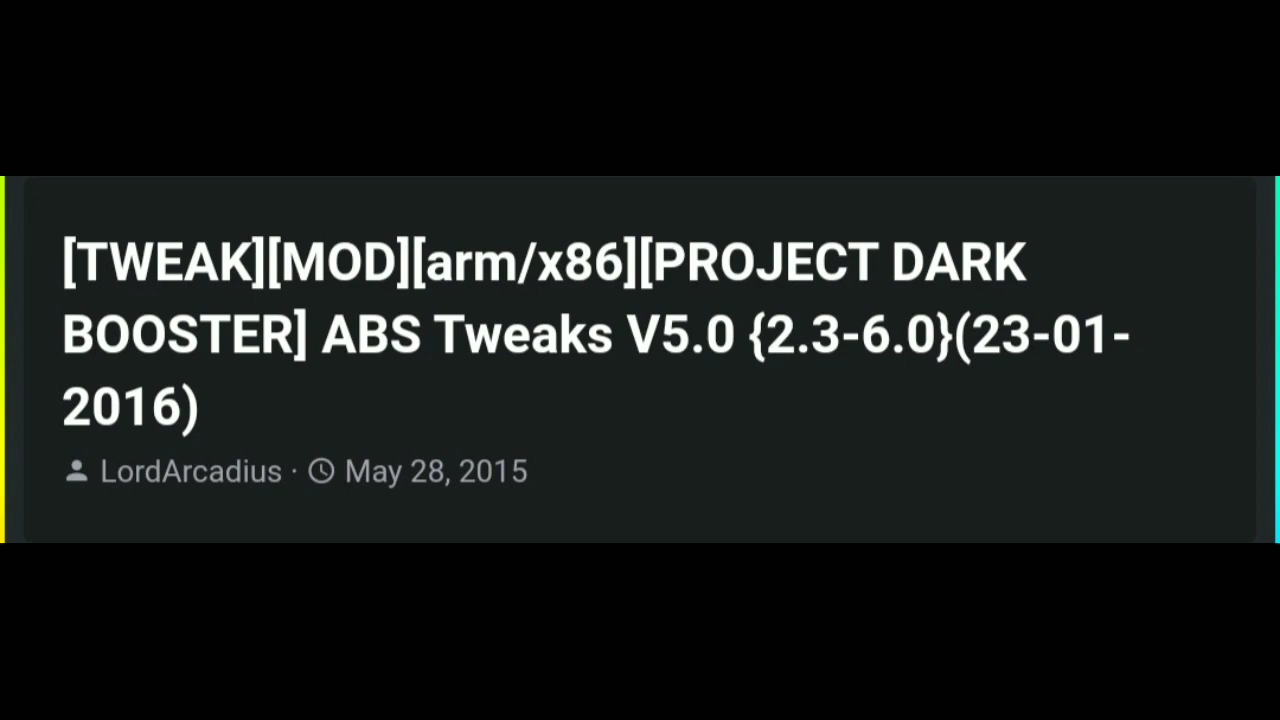 [TWEAK][MOD][arm/x86][PROJECT DARK
BOOSTER] ABS Tweaks V5.0 {2.3-6.0}(23-01-
2016)
LordArcadius · May 28, 2015